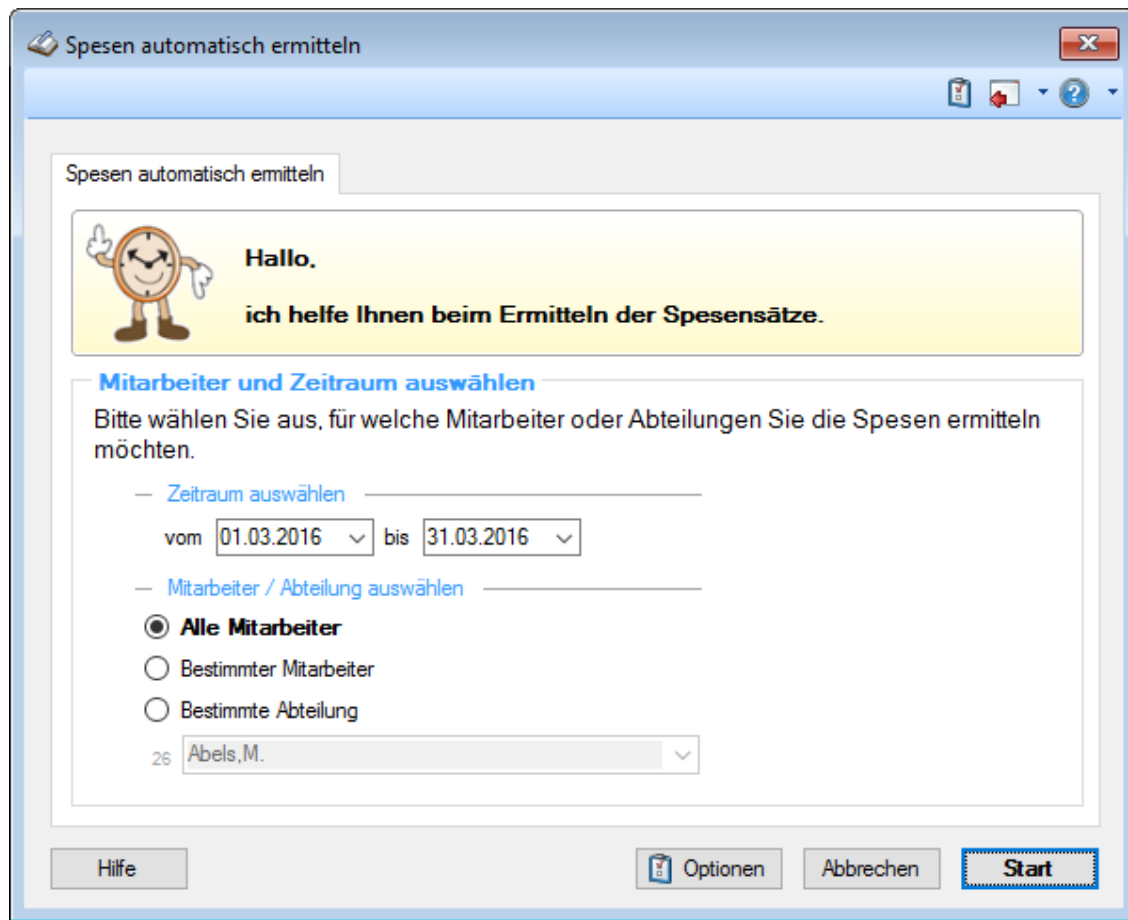 Spesen automatisch ermitteln
Spesen automatisch ermitteln
Hallo,
ich helfe Ihnen beim Ermitteln der Spesensätze.
Mitarbeiter und Zeitraum auswählen
Bitte wählen Sie aus, für welche Mitarbeiter oder Abteilungen Sie die Spesen ermitteln
möchten.
Zeitraum auswählen
vom 01.03.2016 bis 31.03.2016
Mitarbeiter / Abteilung auswählen
Alle Mitarbeiter
Bestimmter Mitarbeiter
Bestimmte Abteilung
26 Abels,M.
Hilfe Optionen Abbrechen Start